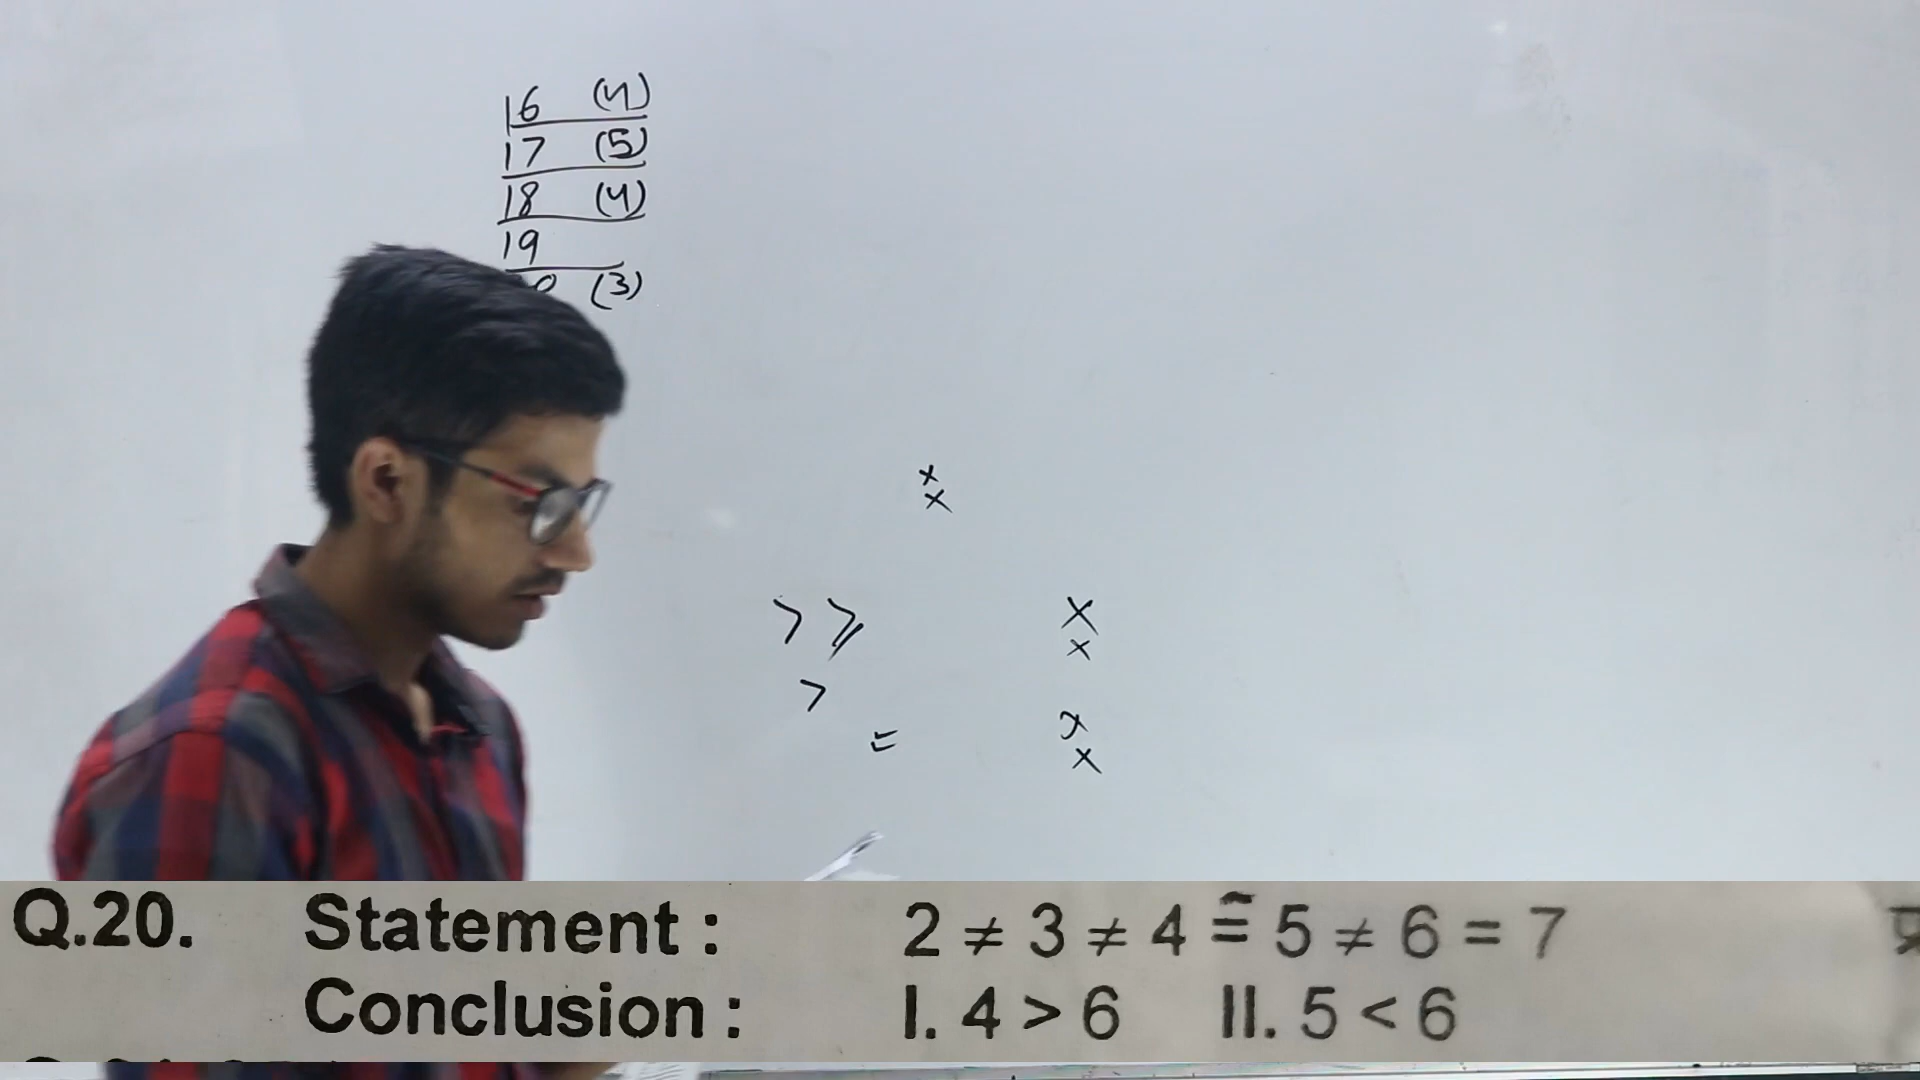 16 (4)
17 (5)
18 (4)
19
(3)
x
x
> ⩾ x
x
>
x
= x
Q.20. Statement : 2 ≠ 3 ≠ 4 ≅ 5 ≠ 6 = 7
Conclusion : I. 4 > 6 II. 5 < 6